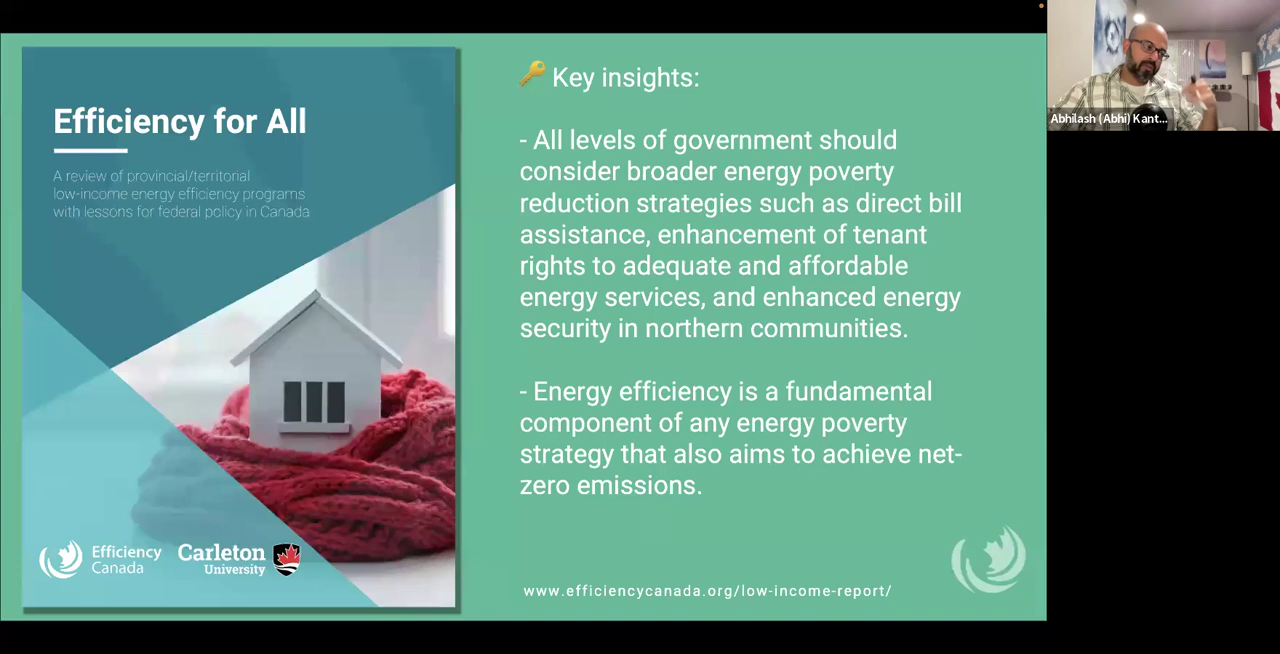 Efficiency for All
A review of provincial/territorial
low-income energy efficiency programs
with lessons for federal policy in Canada
Efficiency
Canada
Carleton
University
Key insights:
- All levels of government should
consider broader energy poverty
reduction strategies such as direct bill
assistance, enhancement of tenant
rights to adequate and affordable
energy services, and enhanced energy
security in northern communities.
- Energy efficiency is a fundamental
component of any energy poverty
strategy that also aims to achieve net-
zero emissions.
www.efficiencycanada.org/low-income-report/
Abhilash (Abhi) Kant...